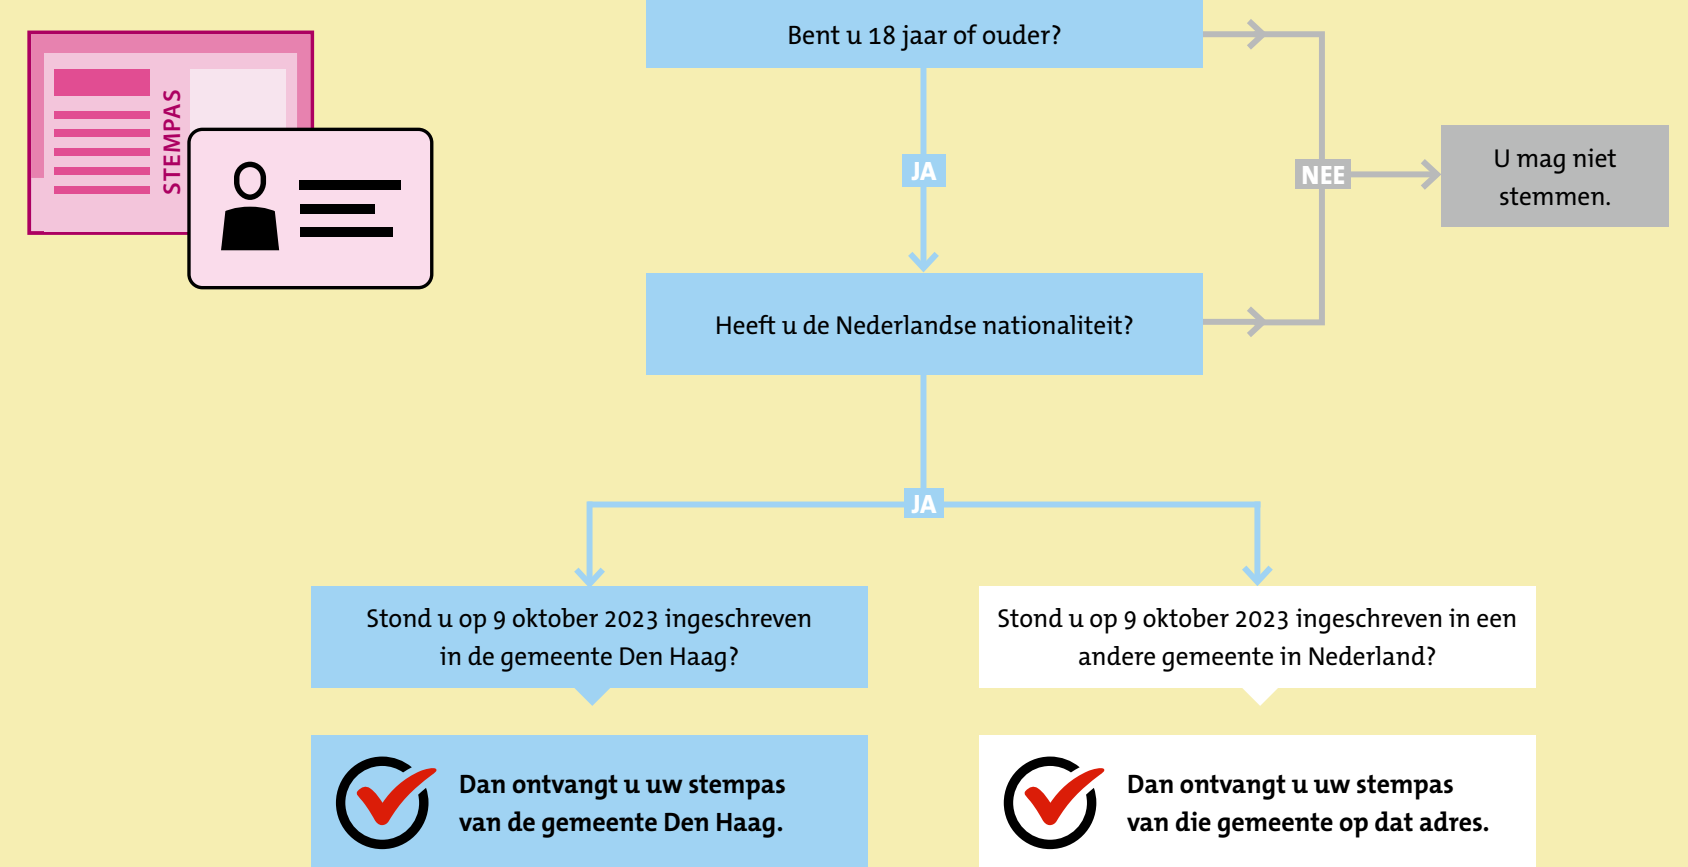 STEMPAS
Bent u 18 jaar of ouder?
JA
NEE
U mag niet
stemmen.
Heeft u de Nederlandse nationaliteit?
JA
Stond u op 9 oktober 2023 ingeschreven
in de gemeente Den Haag?
Stond u op 9 oktober 2023 ingeschreven in een
andere gemeente in Nederland?
Dan ontvangt u uw stempas
van de gemeente Den Haag.
Dan ontvangt u uw stempas
van die gemeente op dat adres.